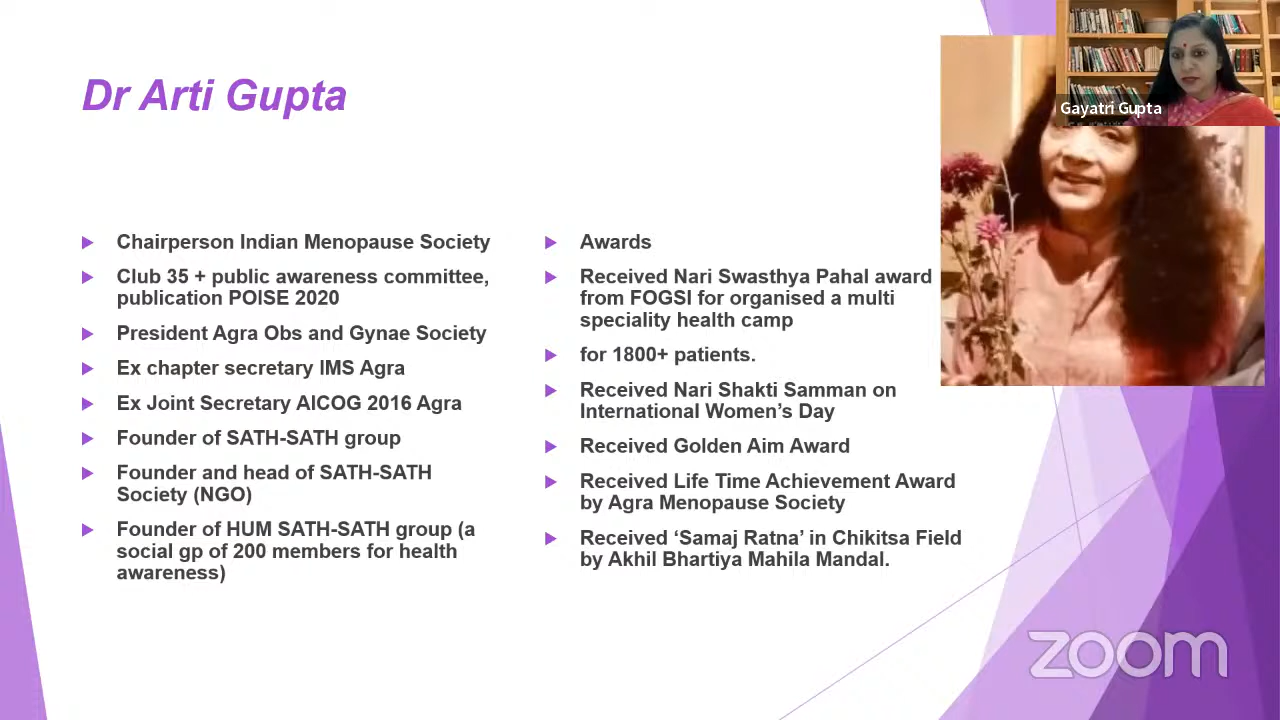 Dr Arti Gupta
Gayatri Gupta
Chairperson Indian Menopause Society
Club 35 + public awareness committee,
publication POISE 2020
President Agra Obs and Gynae Society
Ex chapter secretary IMS Agra
Ex Joint Secretary AICOG 2016 Agra
Founder of SATH-SATH group
Founder and head of SATH-SATH
Society (NGO)
Founder of HUM SATH-SATH group (a
social gp of 200 members for health
awareness)
Awards
Received Nari Swasthya Pahal award
from FOGSI for organised a multi
speciality health camp
for 1800+ patients.
Received Nari Shakti Samman on
International Women’s Day
Received Golden Aim Award
Received Life Time Achievement Award
by Agra Menopause Society
Received ‘Samaj Ratna’ in Chikitsa Field
by Akhil Bhartiya Mahila Mandal.
zoom